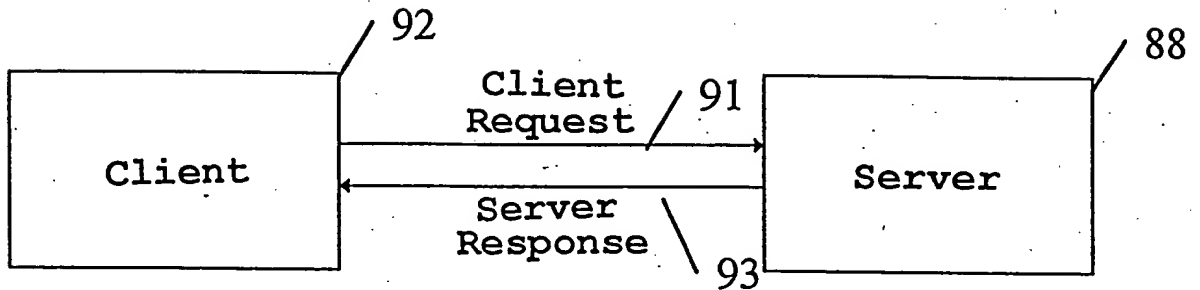 92
88
Client
Request
91
Client
Server
Server
Response
93